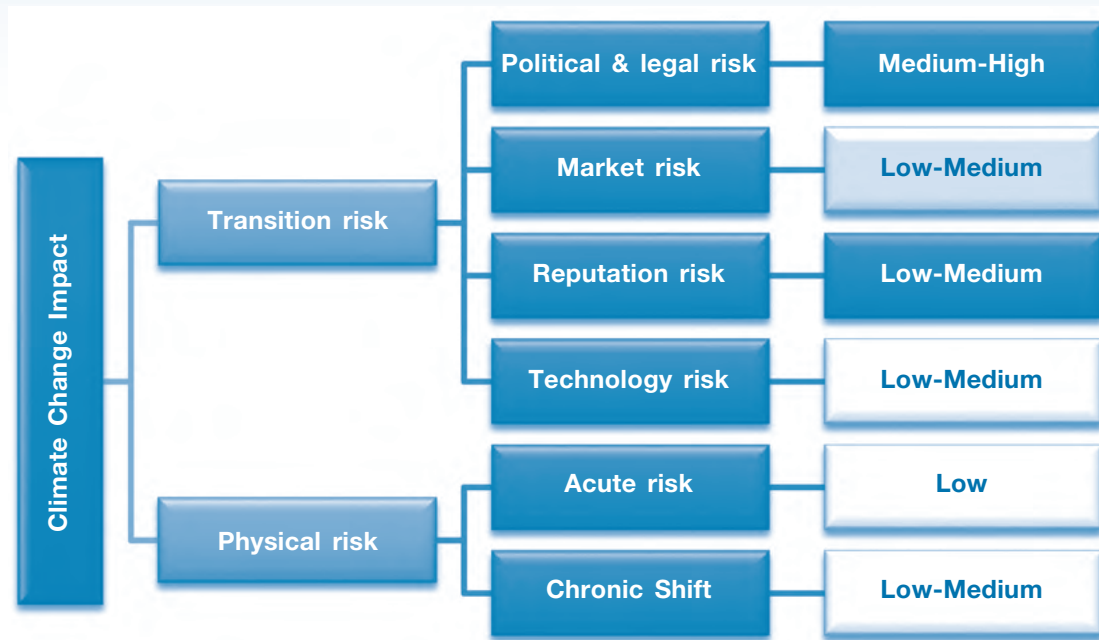 Climate Change Impact
Transition risk
Political & legal risk
Medium-High
Market risk
Low-Medium
Reputation risk
Low-Medium
Technology risk
Low-Medium
Physical risk
Acute risk
Low
Chronic Shift
Low-Medium